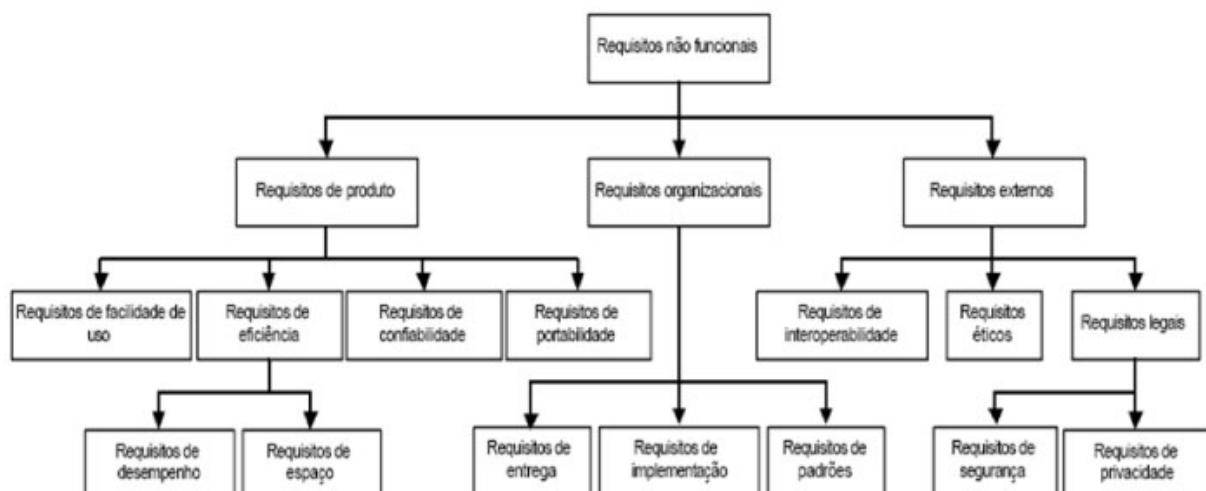 Requisitos não funcionais
Requisitos de produto
Requisitos organizacionais
Requisitos externos
Requisitos de facilidade de
uso
Requisitos de
eficiência
Requisitos de
confiabilidade
Requisitos de
portabilidade
Requisitos de
interoperabilidade
Requisitos
éticos
Requisitos legais
Requisitos de
desempenho
Requisitos de
espaço
Requisitos de
entrega
Requisitos de
implementação
Requisitos de
padrões
Requisitos de
segurança
Requisitos de
privacidade